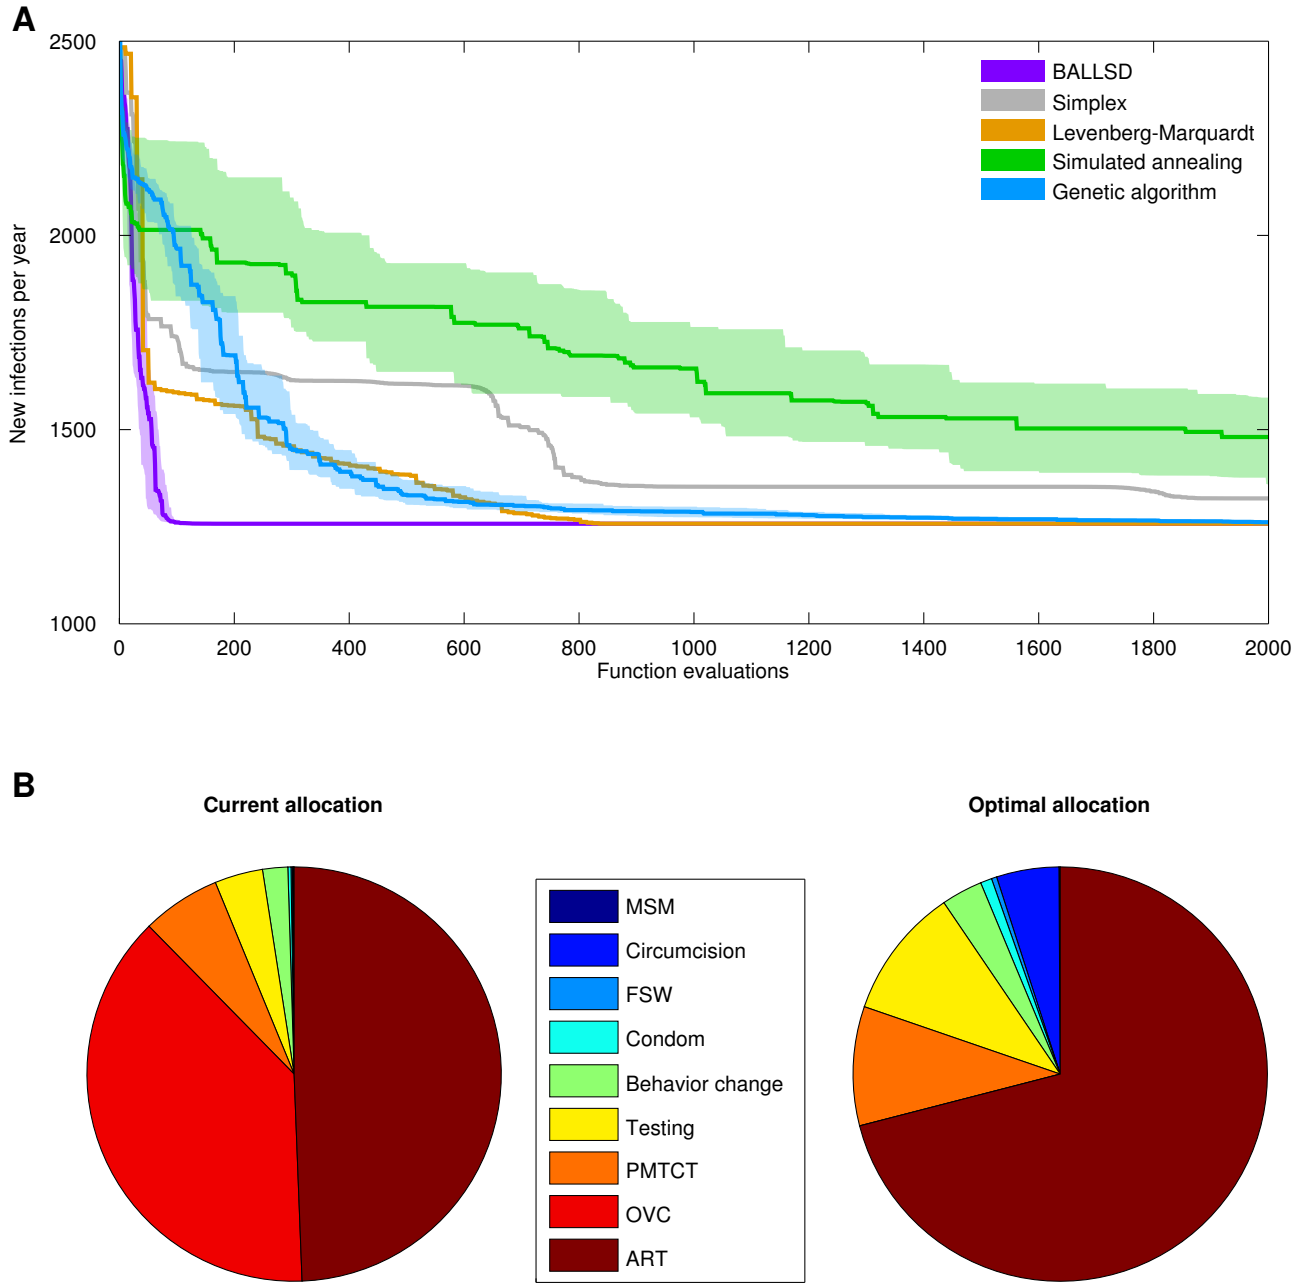 A
2500
2000
1500
1000
New infections per year
BALLSD
Simplex
Levenberg-Marquardt
Simulated annealing
Genetic algorithm
0 200 400 600 800 1000 1200 1400 1600 1800 2000
Function evaluations
B
Current allocation
Optimal allocation
MSM
Circumcision
FSW
Condom
Behavior change
Testing
PMTCT
OVC
ART